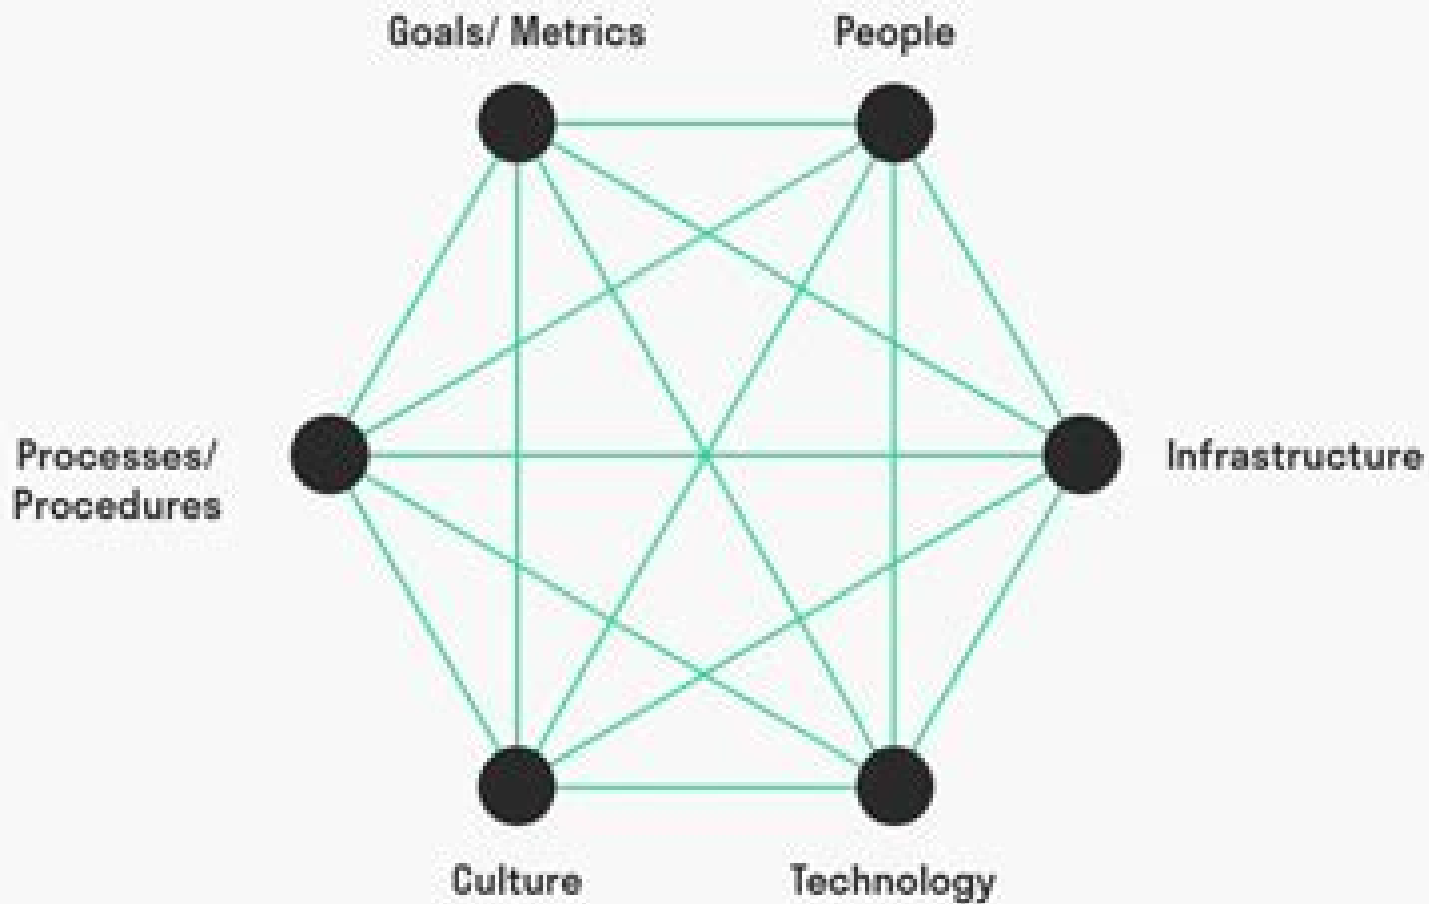 Goals/ Metrics
People
Processes/
Procedures
Infrastructure
Culture
Technology